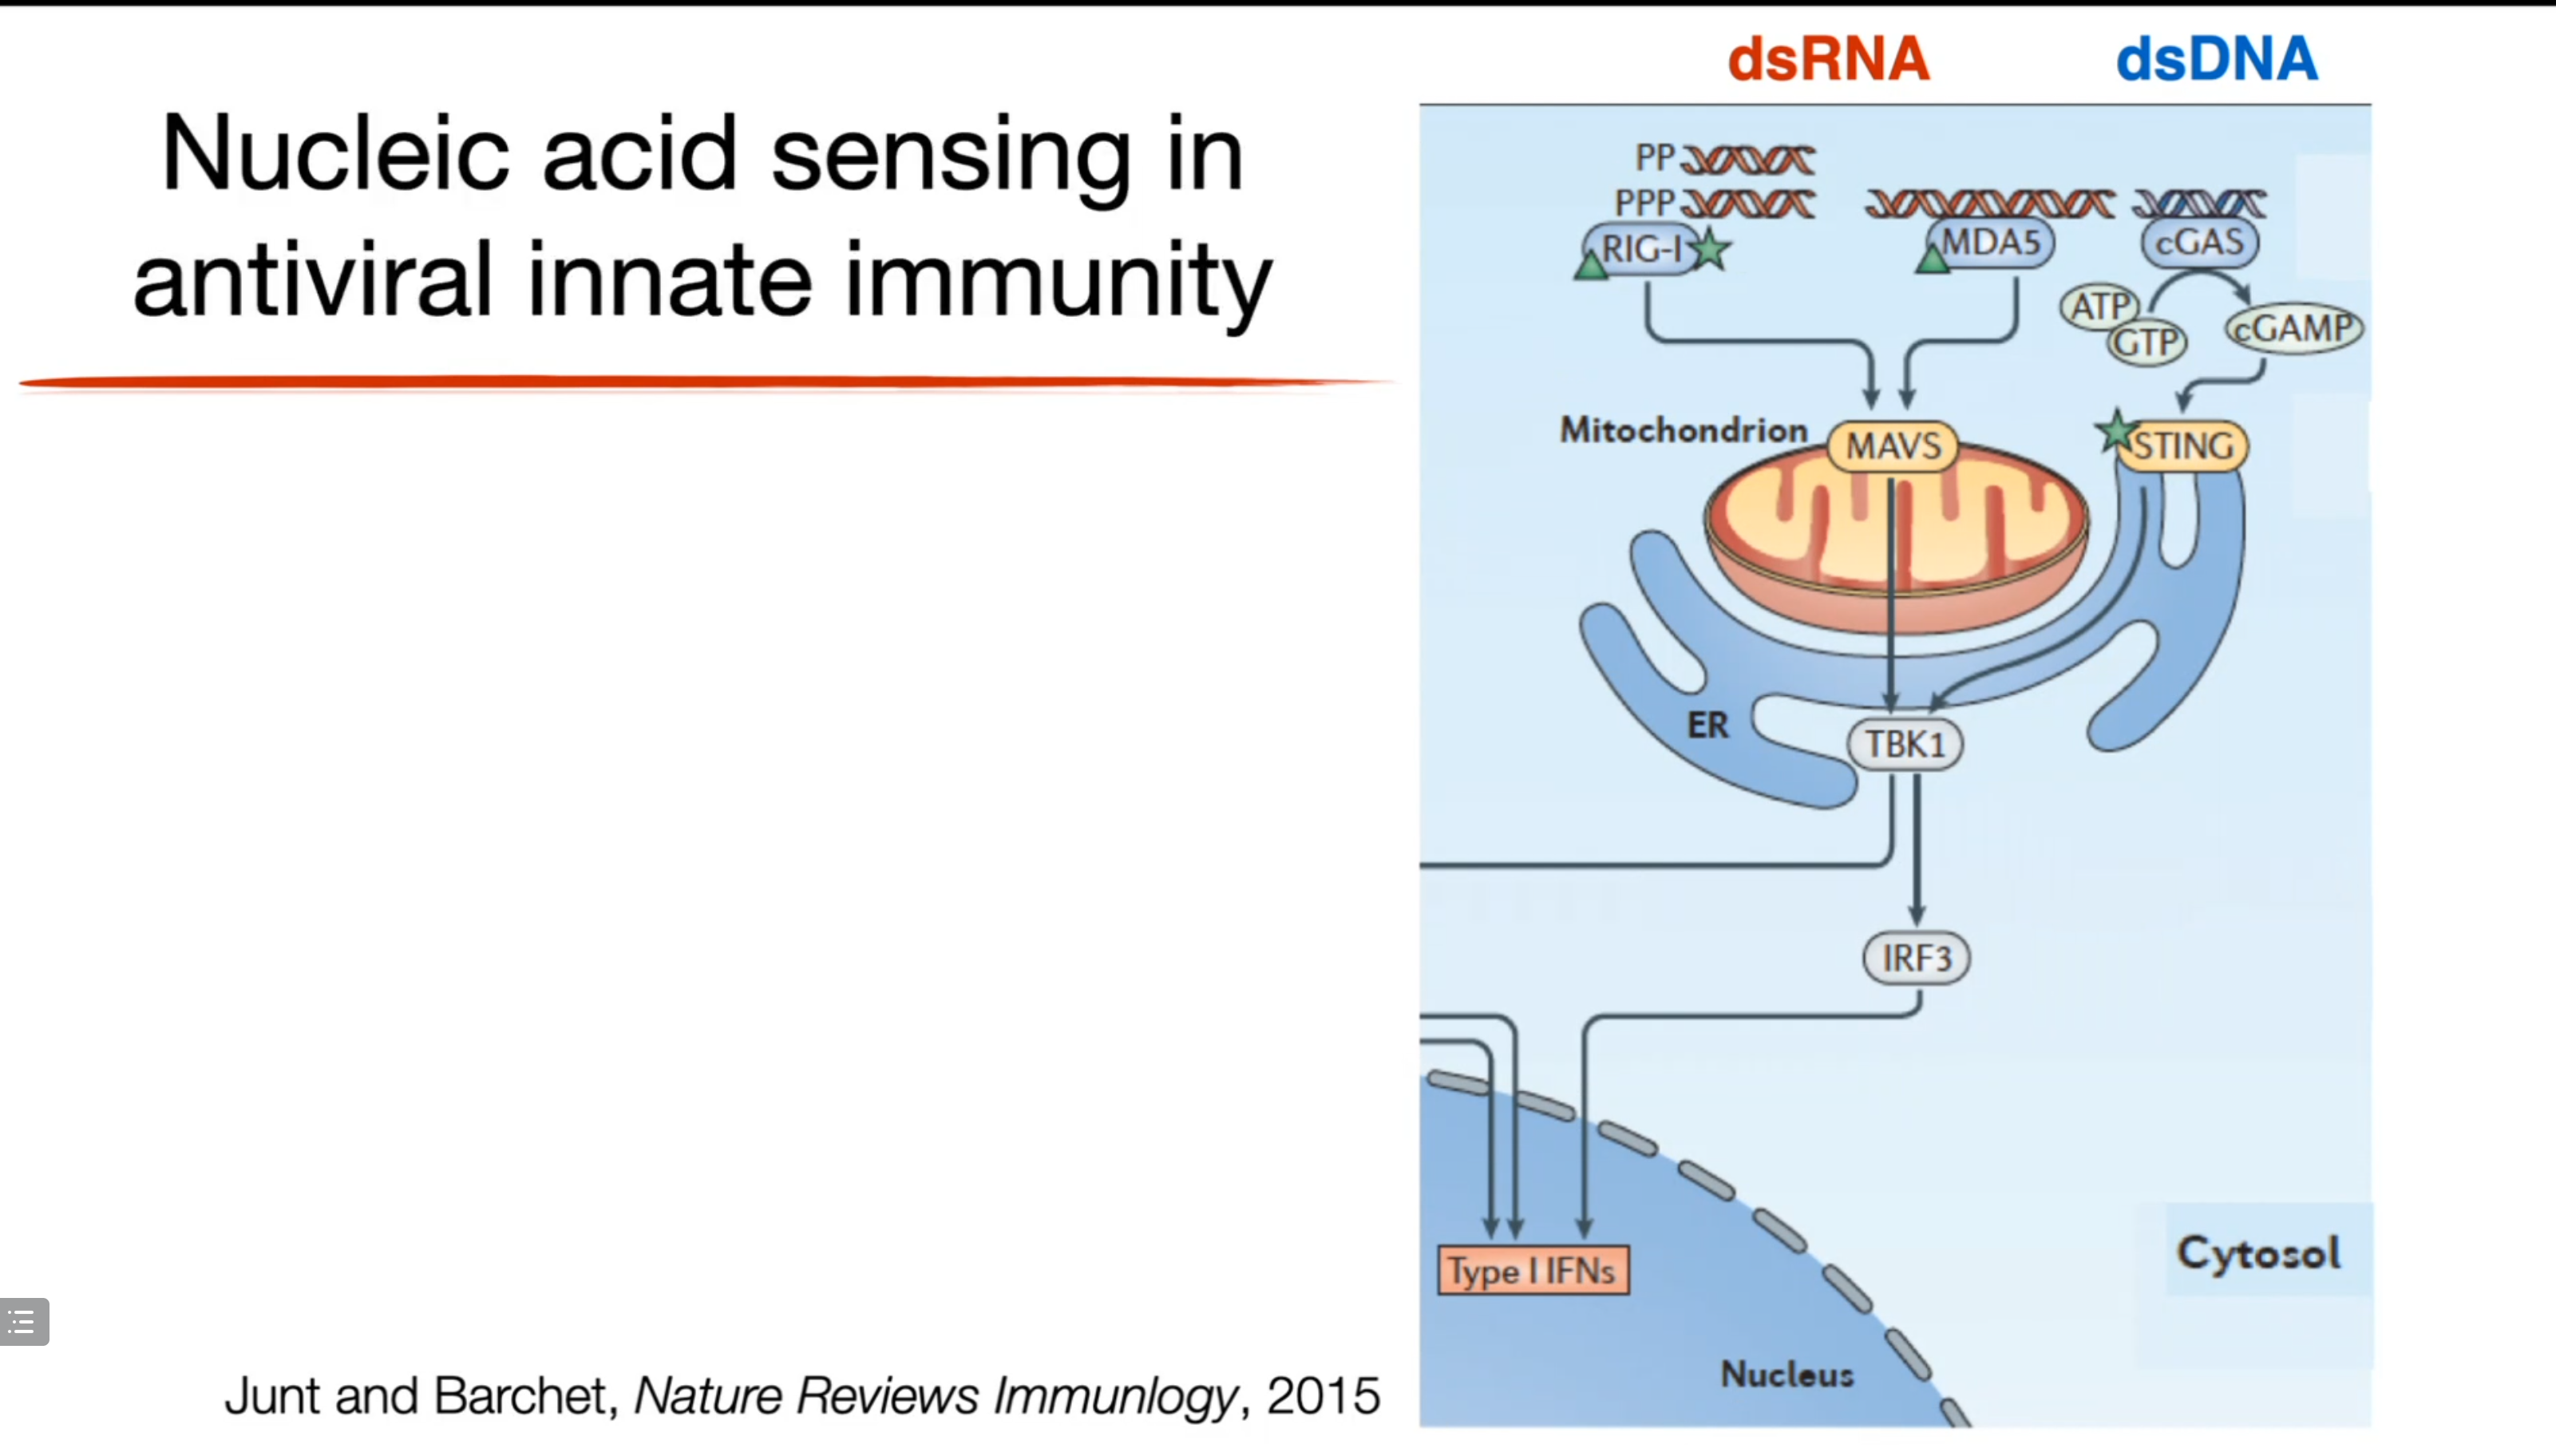 dsRNA dsDNA
Nucleic acid sensing in
antiviral innate immunity
PP
PPP
RIG-I
MDA5
cGAS
ATP
GTP
cGAMP
Mitochondrion
MAVS
STING
ER
TBK1
IRF3
Type I IFNs
Cytosol
Nucleus
Junt and Barchet, Nature Reviews Immunlogy, 2015